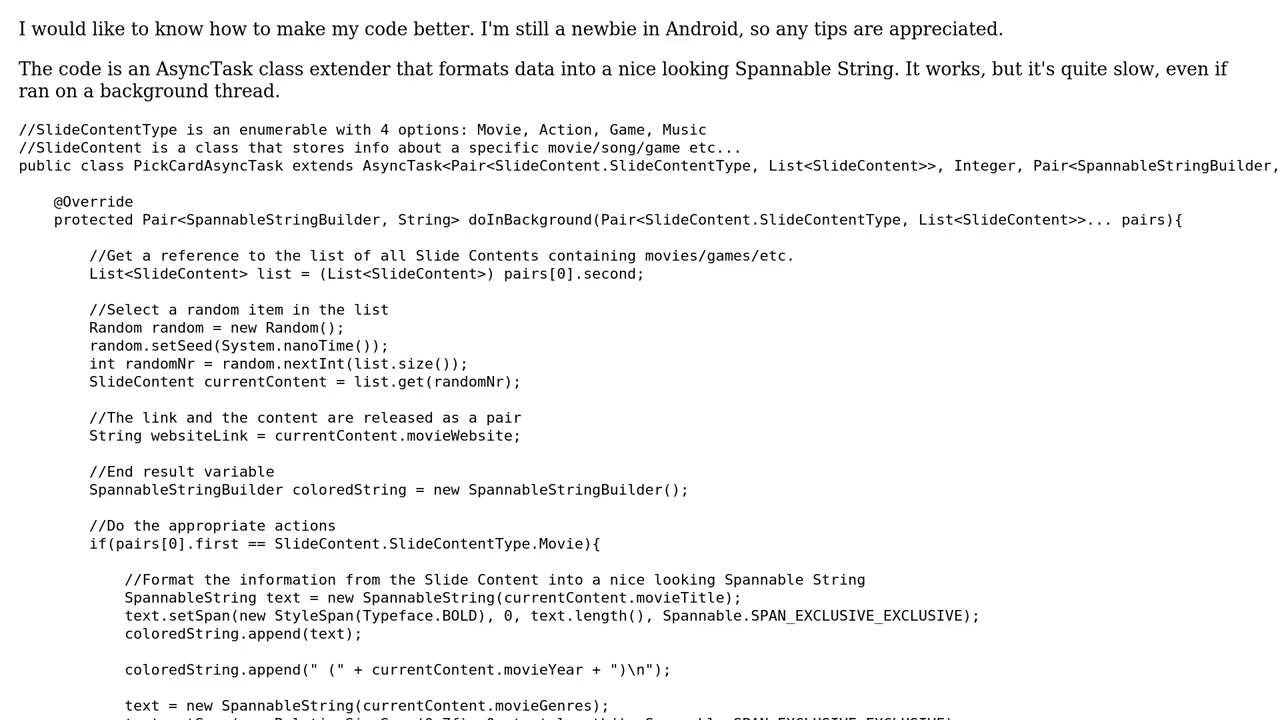 I would like to know how to make my code better. I'm still a newbie in Android, so any tips are appreciated.
The code is an AsyncTask class extender that formats data into a nice looking Spannable String. It works, but it's quite slow, even if
ran on a background thread.
//SlideContentType is an enumerable with 4 options: Movie, Action, Game, Music
//SlideContent is a class that stores info about a specific movie/song/game etc...
public class PickCardAsyncTask extends AsyncTask<Pair<SlideContent.SlideContentType, List<SlideContent>>, Integer, Pair<SpannableStringBuilder,
@Override
protected Pair<SpannableStringBuilder, String> doInBackground(Pair<SlideContent.SlideContentType, List<SlideContent>>... pairs){
//Get a reference to the list of all Slide Contents containing movies/games/etc.
List<SlideContent> list = (List<SlideContent>) pairs[0].second;
//Select a random item in the list
Random random = new Random();
random.setSeed(System.nanoTime());
int randomNr = random.nextInt(list.size());
SlideContent currentContent = list.get(randomNr);
//The link and the content are released as a pair
String websiteLink = currentContent.movieWebsite;
//End result variable
SpannableStringBuilder coloredString = new SpannableStringBuilder();
//Do the appropriate actions
if(pairs[0].first == SlideContent.SlideContentType.Movie){
//Format the information from the Slide Content into a nice looking Spannable String
SpannableString text = new SpannableString(currentContent.movieTitle);
text.setSpan(new StyleSpan(Typeface.BOLD), 0, text.length(), Spannable.SPAN_EXCLUSIVE_EXCLUSIVE);
coloredString.append(text);
coloredString.append(" (" + currentContent.movieYear + ")\n");
text = new SpannableString(currentContent.movieGenres);